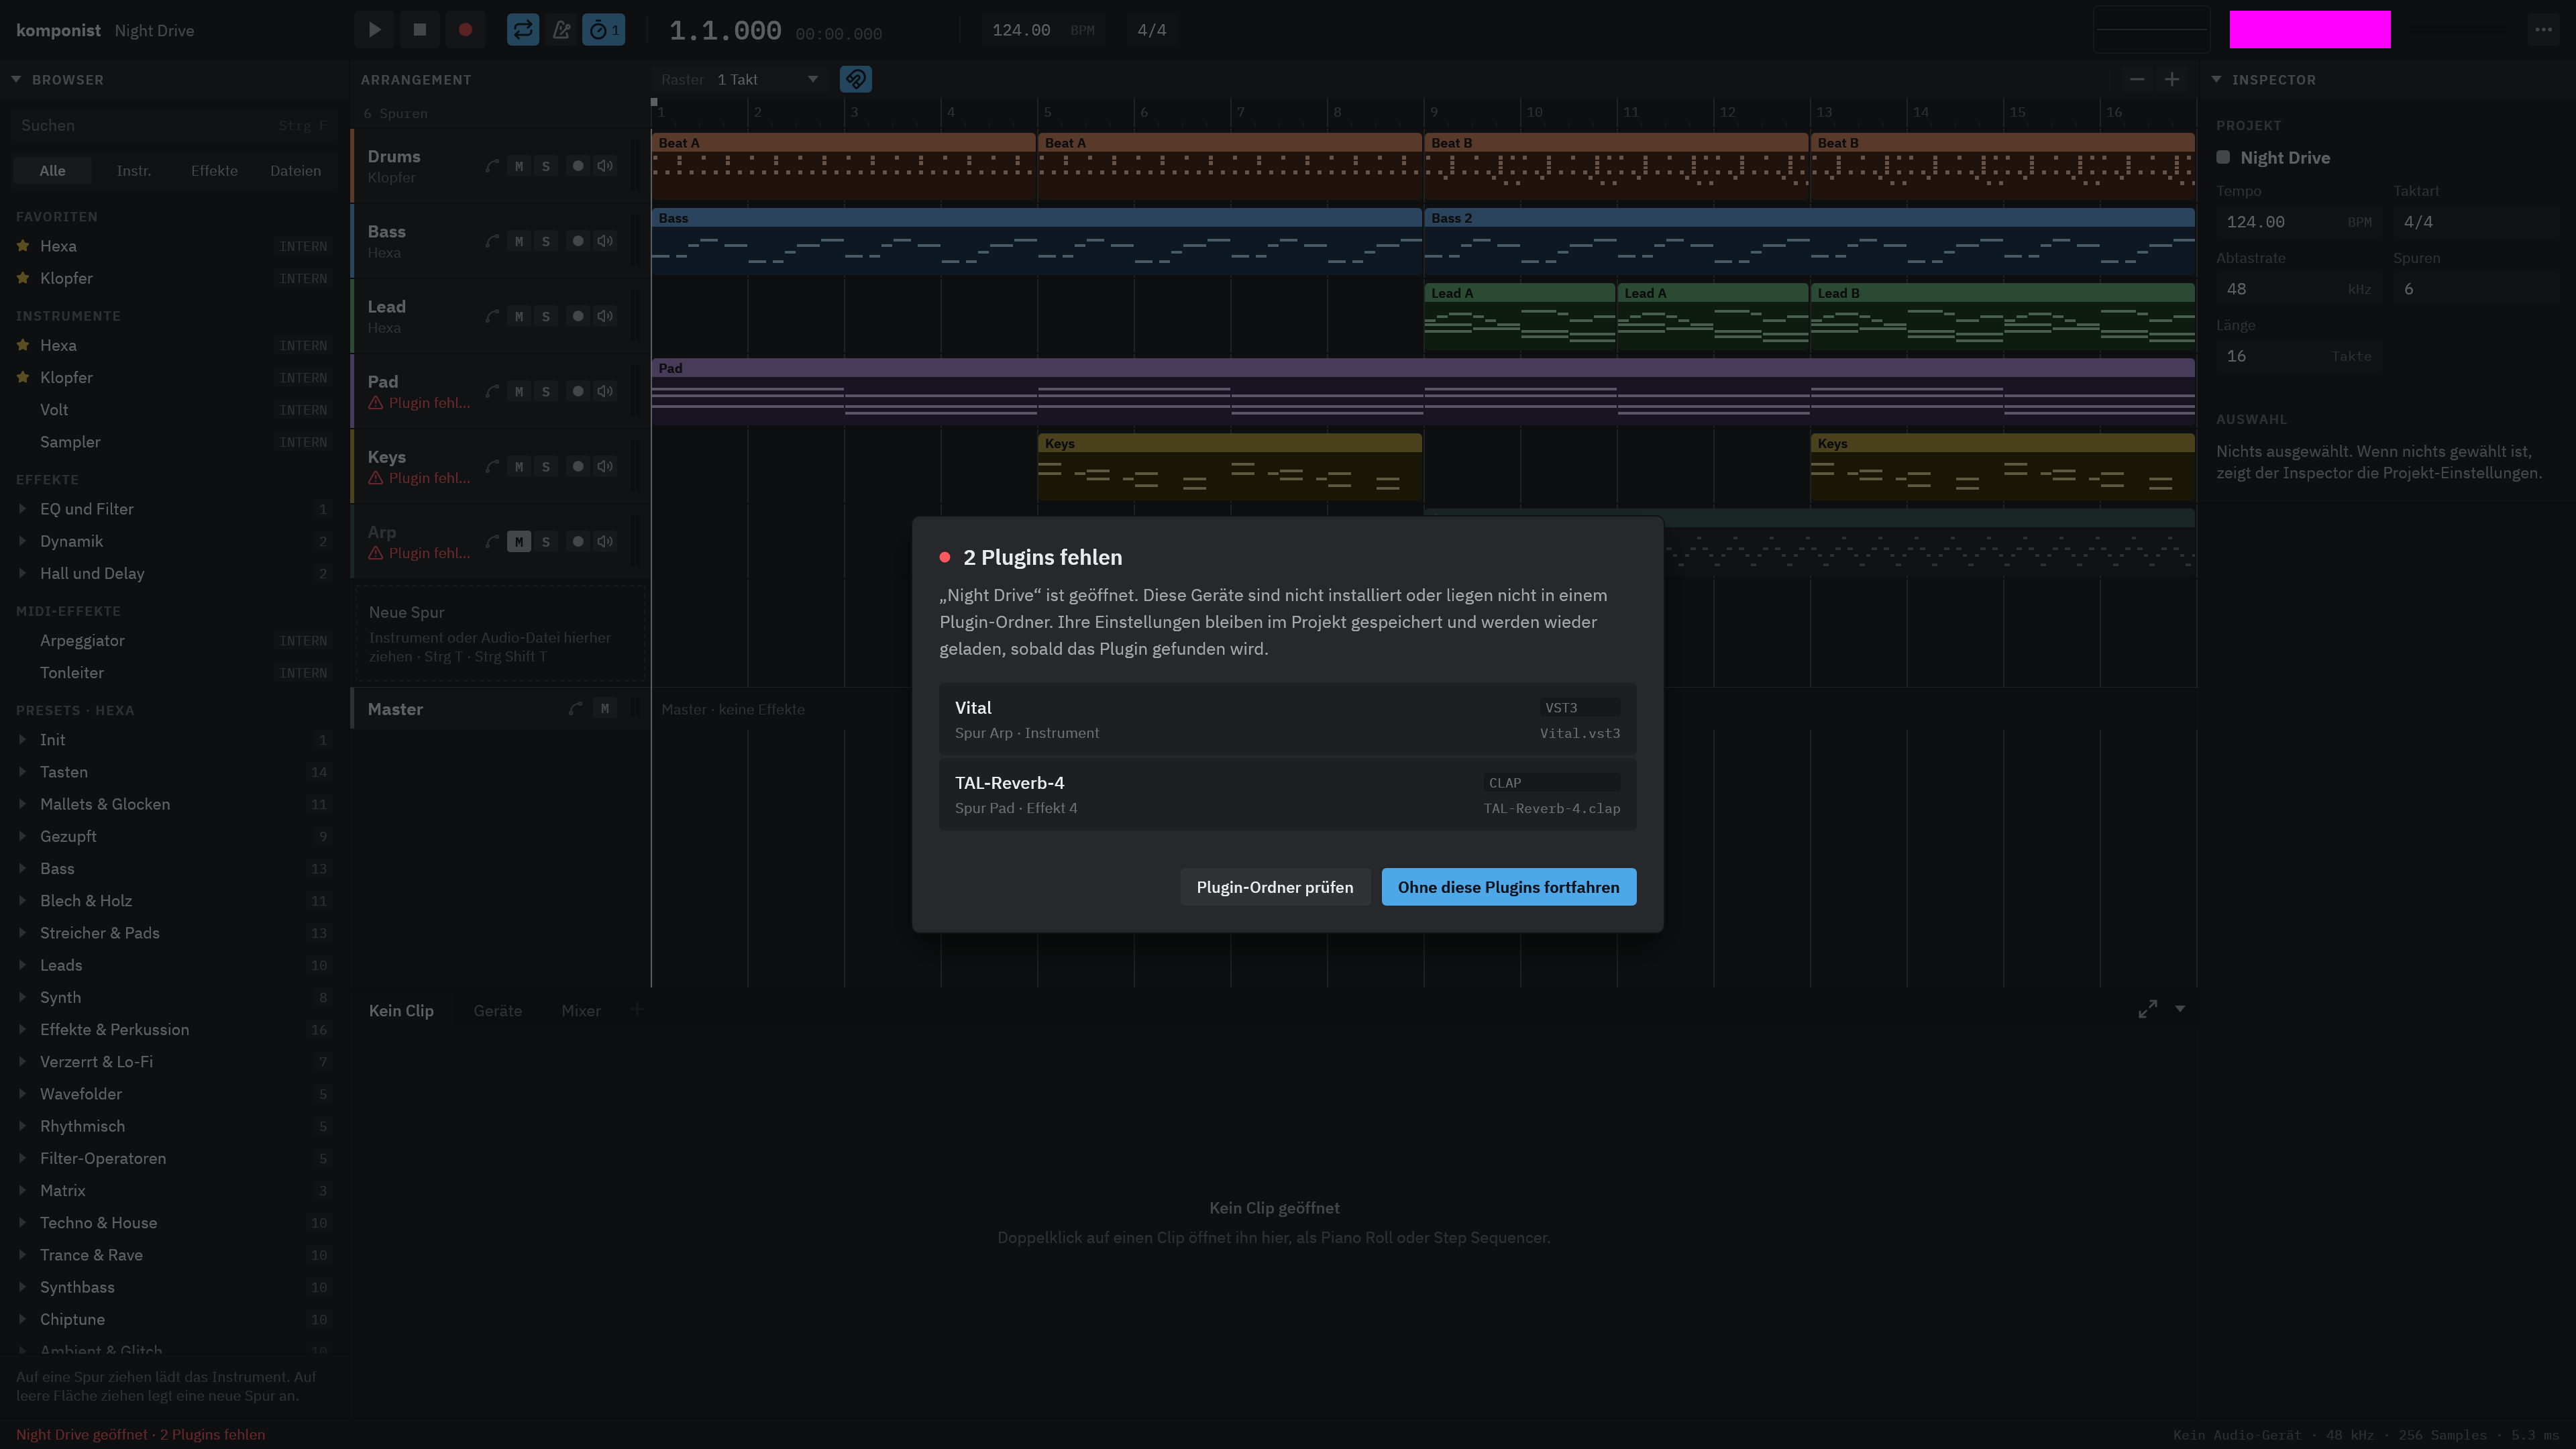 komponist Night Drive
1
1.1.000 00:00.000
124.00 BPM
4/4
BROWSER
Suchen Strg F
Alle Instr. Effekte Dateien
FAVORITEN
Hexa INTERN
Klopfer INTERN
INSTRUMENTE
Hexa INTERN
Klopfer INTERN
Volt INTERN
Sampler INTERN
EFFEKTE
EQ und Filter 1
Dynamik 2
Hall und Delay 2
MIDI-EFFEKTE
Arpeggiator INTERN
Tonleiter INTERN
PRESETS · HEXA
Init 1
Tasten 14
Mallets & Glocken 11
Gezupft 9
Bass 13
Blech & Holz 11
Streicher & Pads 13
Leads 10
Synth 8
Effekte & Perkussion 16
Verzerrt & Lo-Fi 7
Wavefolder 5
Rhythmisch 5
Filter-Operatoren 5
Matrix 3
Techno & House 10
Trance & Rave 10
Synthbass 10
Chiptune 10
Ambient & Glitch 10
Auf eine Spur ziehen lädt das Instrument. Auf
leere Fläche ziehen legt eine neue Spur an.
Night Drive geöffnet · 2 Plugins fehlen
ARRANGEMENT
Raster 1 Takt
6 Spuren
1 2 3 4 5 6 7 8 9 10 11 12 13 14 15 16
Drums
Klopfer
M S
Beat A Beat A Beat B Beat B
Bass
Hexa
M S
Bass Bass 2
Lead
Hexa
M S
Lead A Lead A Lead B
Pad
Plugin fehl...
M S
Pad
Keys
Plugin fehl...
M S
Keys Keys
Arp
Plugin fehl...
M S
Neue Spur
Instrument oder Audio-Datei hierher
ziehen · Strg T · Strg Shift T
Master M
Master · keine Effekte
2 Plugins fehlen
„Night Drive“ ist geöffnet. Diese Geräte sind nicht installiert oder liegen nicht in einem
Plugin-Ordner. Ihre Einstellungen bleiben im Projekt gespeichert und werden wieder
geladen, sobald das Plugin gefunden wird.
Vital VST3
Spur Arp · Instrument Vital.vst3
TAL-Reverb-4 CLAP
Spur Pad · Effekt 4 TAL-Reverb-4.clap
Plugin-Ordner prüfen Ohne diese Plugins fortfahren
Kein Clip Geräte Mixer
Kein Clip geöffnet
Doppelklick auf einen Clip öffnet ihn hier, als Piano Roll oder Step Sequencer.
INSPECTOR
PROJEKT
Night Drive
Tempo Taktart
124.00 BPM 4/4
Abtastrate Spuren
48 kHz 6
Länge
16 Takte
AUSWAHL
Nichts ausgewählt. Wenn nichts gewählt ist,
zeigt der Inspector die Projekt-Einstellungen.
Kein Audio-Gerät · 48 kHz · 256 Samples · 5.3 ms